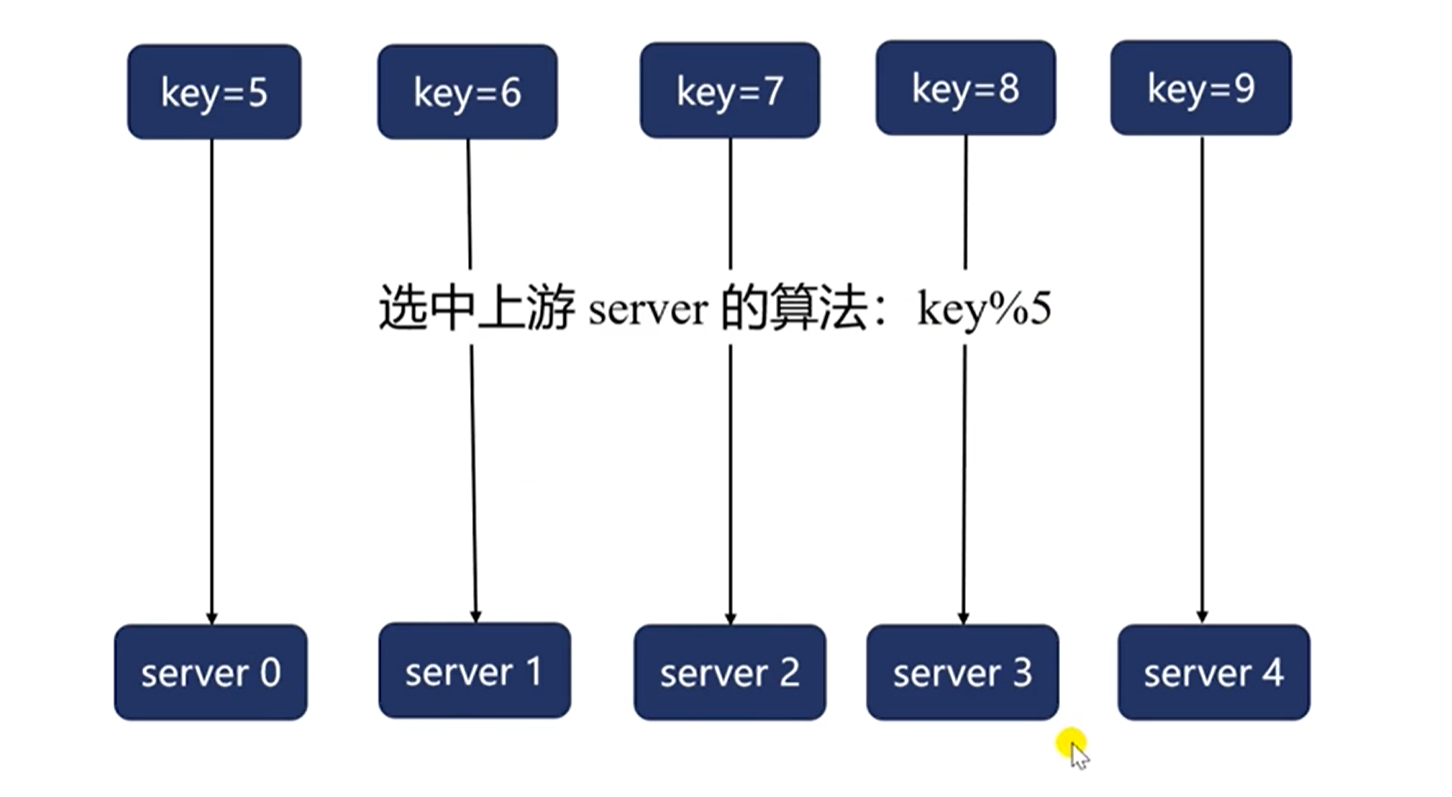 key=5
key=6
key=7
key=8
key=9
选中上游 server 的算法：key%5
server 0
server 1
server 2
server 3
server 4